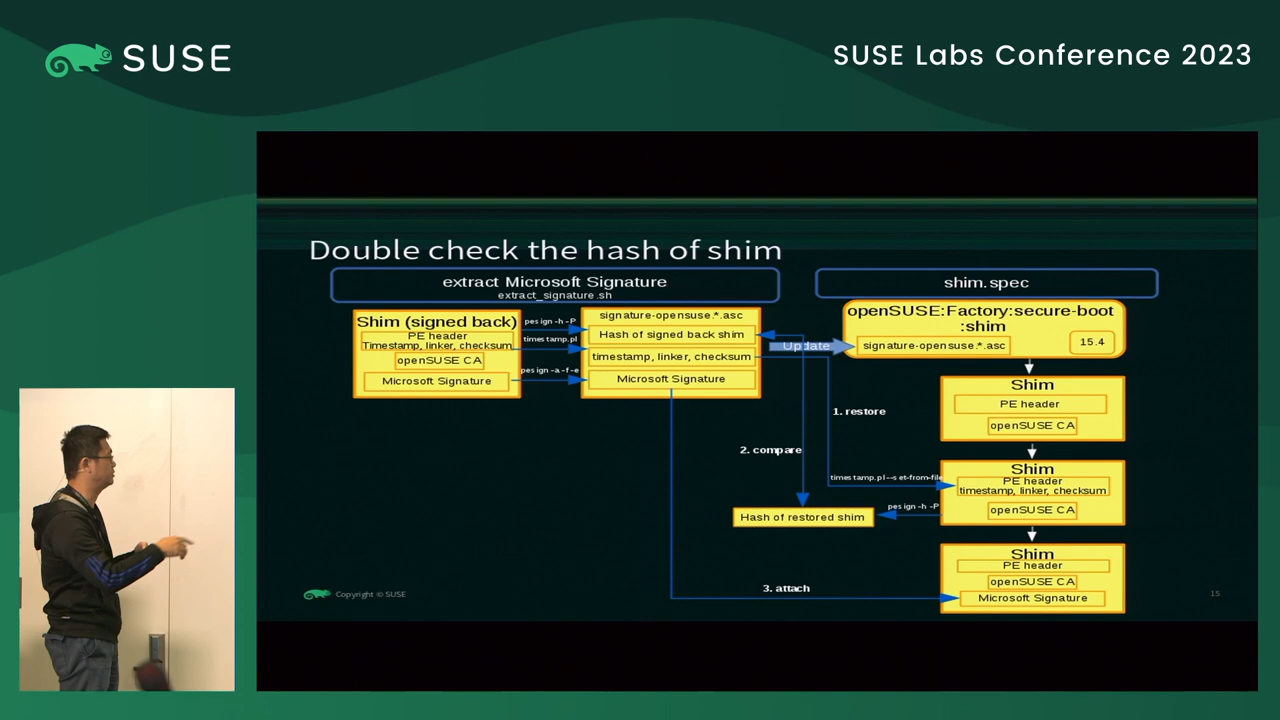 SUSE
SUSE Labs Conference 2023
Double check the hash of shim
extract Microsoft Signature
extract_signature.sh
shim.spec
Shim (signed back)
PE header
Timestamp, linker, checksum
openSUSE CA
Microsoft Signature
pesign -h -P
timestamp.pl
pesign -a -f -e
signature-opensuse.*.asc
Hash of signed back shim
timestamp, linker, checksum
Microsoft Signature
Update
openSUSE:Factory:secure-boot
:shim
signature-opensuse.*.asc
15.4
Shim
PE header
openSUSE CA
1. restore
2. compare
timestamp.pl --set-from-file
Shim
PE header
timestamp, linker, checksum
openSUSE CA
pesign -h -P
Hash of restored shim
Shim
PE header
openSUSE CA
Microsoft Signature
3. attach
Copyright © SUSE
15